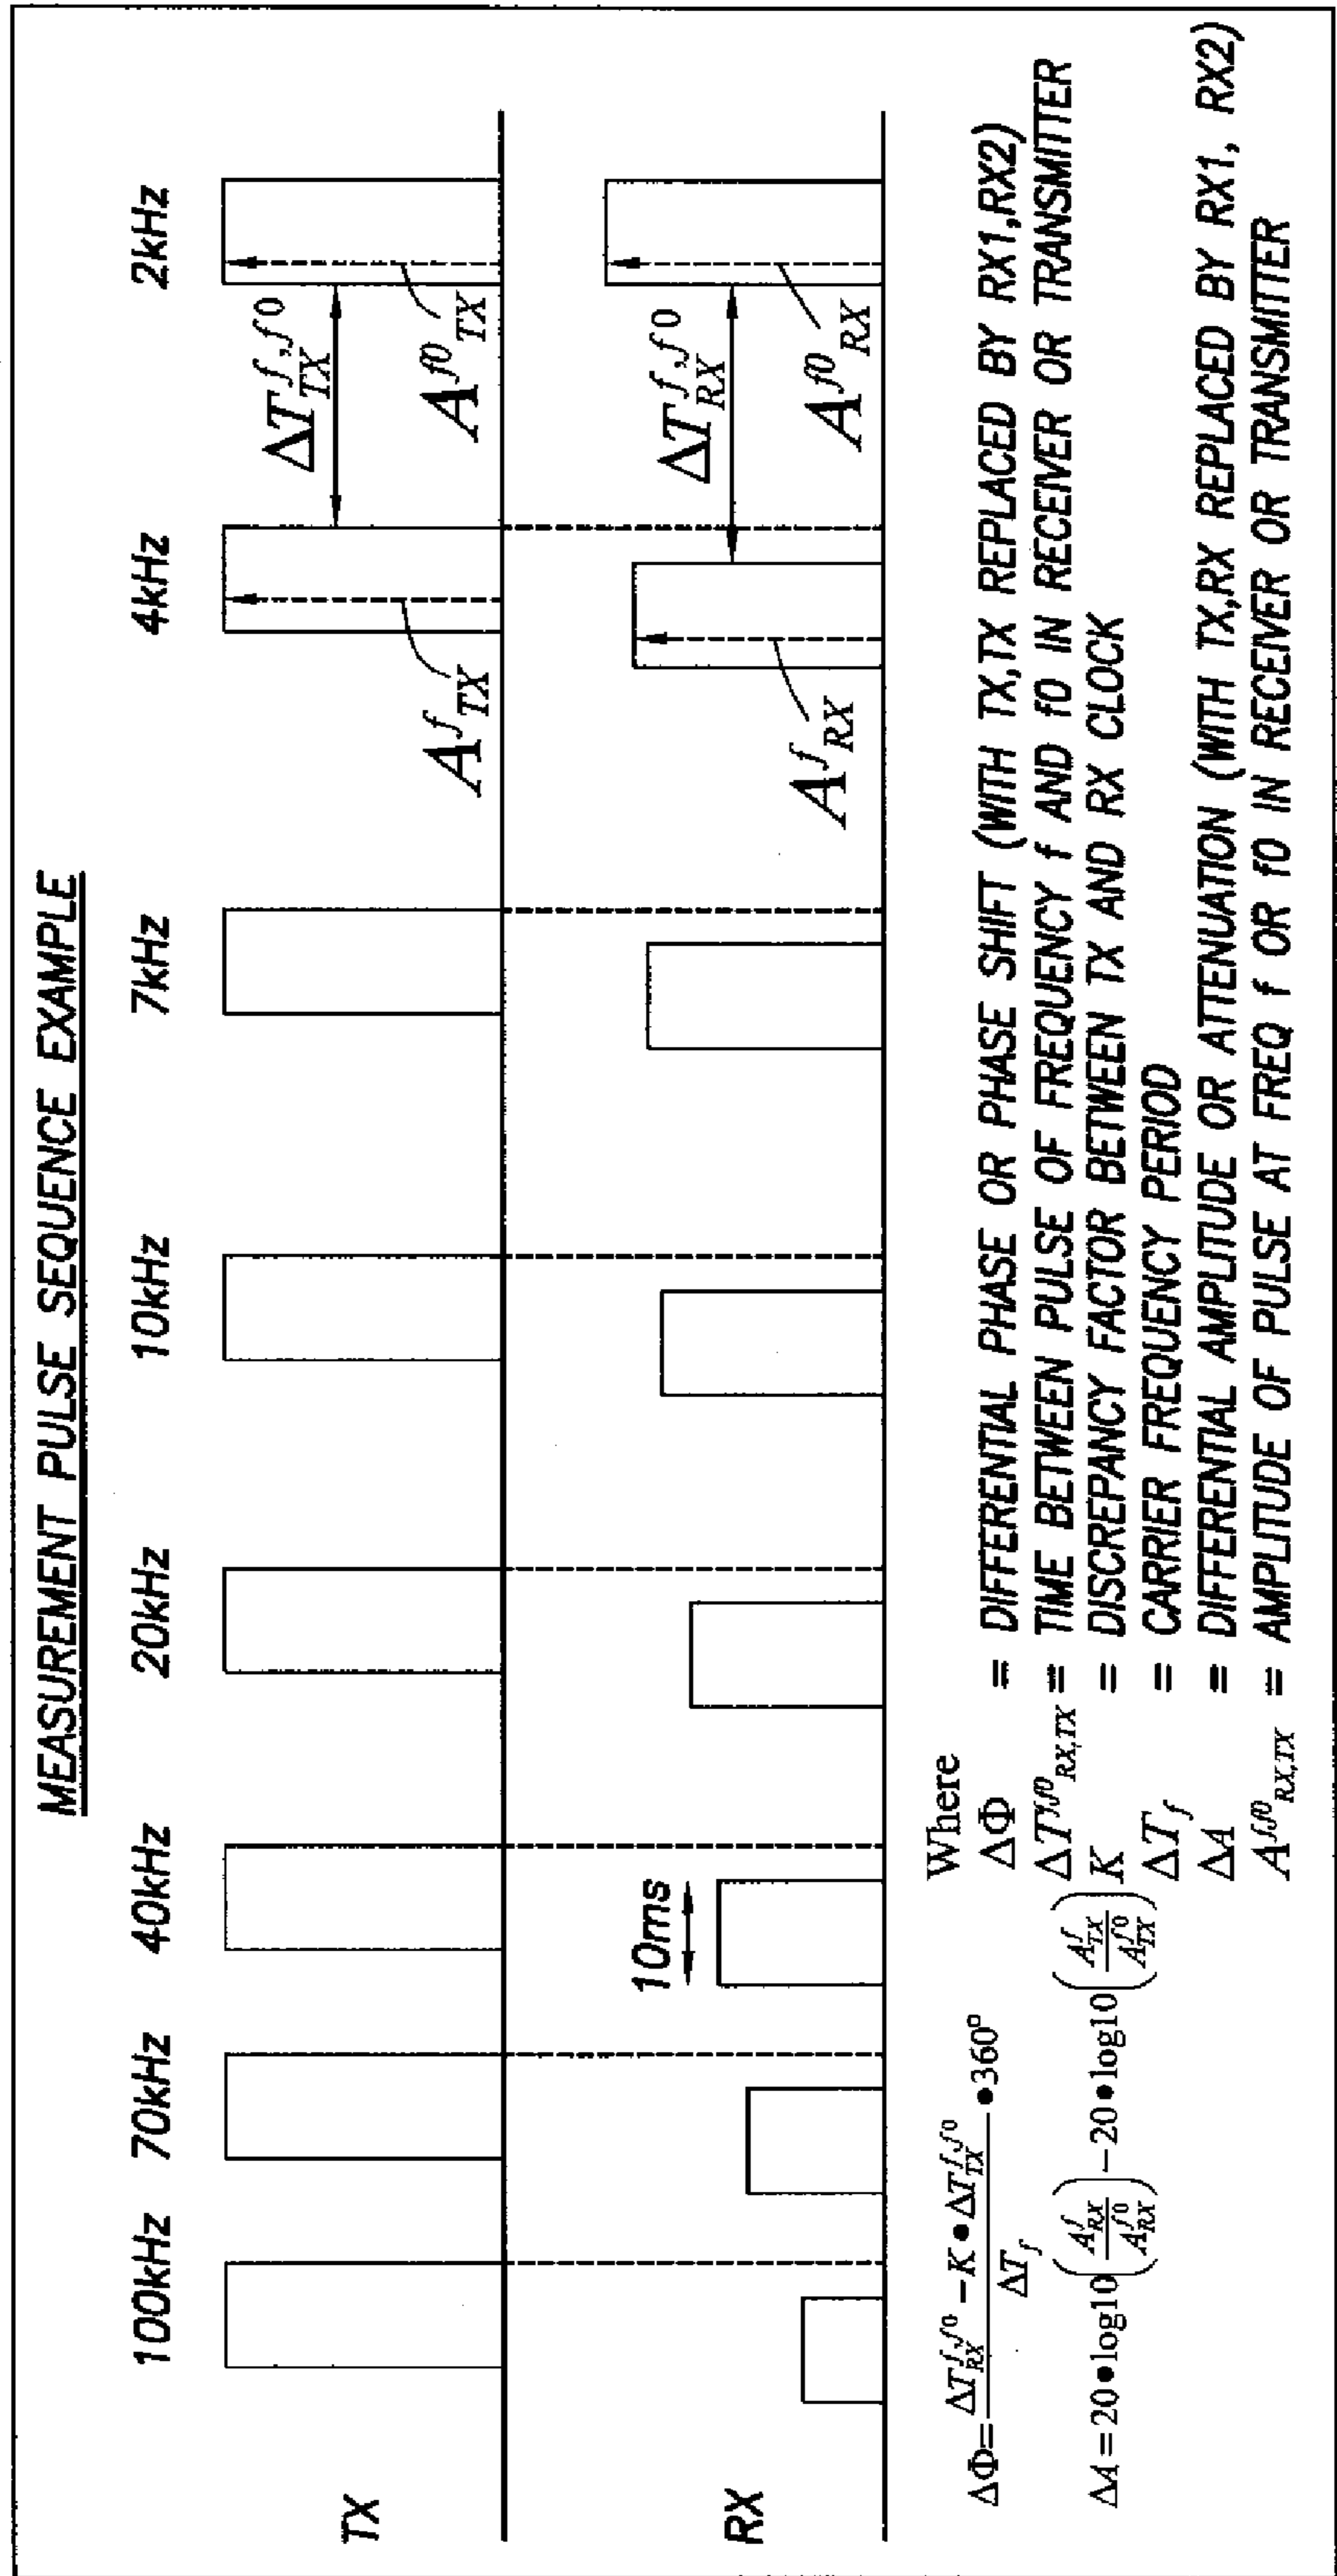 MEASUREMENT PULSE SEQUENCE EXAMPLE
100kHz 70kHz 40kHz 20kHz 10kHz 7kHz 4kHz 2kHz
TX
ΔT^{f,f0}_{TX}
A^f_{TX}
A^{f0}_{TX}
10ms
RX
ΔT^{f,f0}_{RX}
A^f_{RX}
A^{f0}_{RX}
ΔΦ = \frac{ΔT^{f,f0}_{RX} − K • ΔT^{f,f0}_{TX}}{ΔT_f} • 360°
ΔA = 20 • log10 (\frac{A^f_{RX}}{A^{f0}_{RX}}) − 20 • log10 (\frac{A^f_{TX}}{A^{f0}_{TX}})
Where
ΔΦ = DIFFERENTIAL PHASE OR PHASE SHIFT (WITH TX,TX REPLACED BY RX1,RX2)
ΔT^{f,f0}_{RX,TX} = TIME BETWEEN PULSE OF FREQUENCY f AND f0 IN RECEIVER OR TRANSMITTER
K = DISCREPANCY FACTOR BETWEEN TX AND RX CLOCK
ΔT_f = CARRIER FREQUENCY PERIOD
ΔA = DIFFERENTIAL AMPLITUDE OR ATTENUATION (WITH TX,RX REPLACED BY RX1, RX2)
A^{f,f0}_{RX,TX} = AMPLITUDE OF PULSE AT FREQ f OR f0 IN RECEIVER OR TRANSMITTER